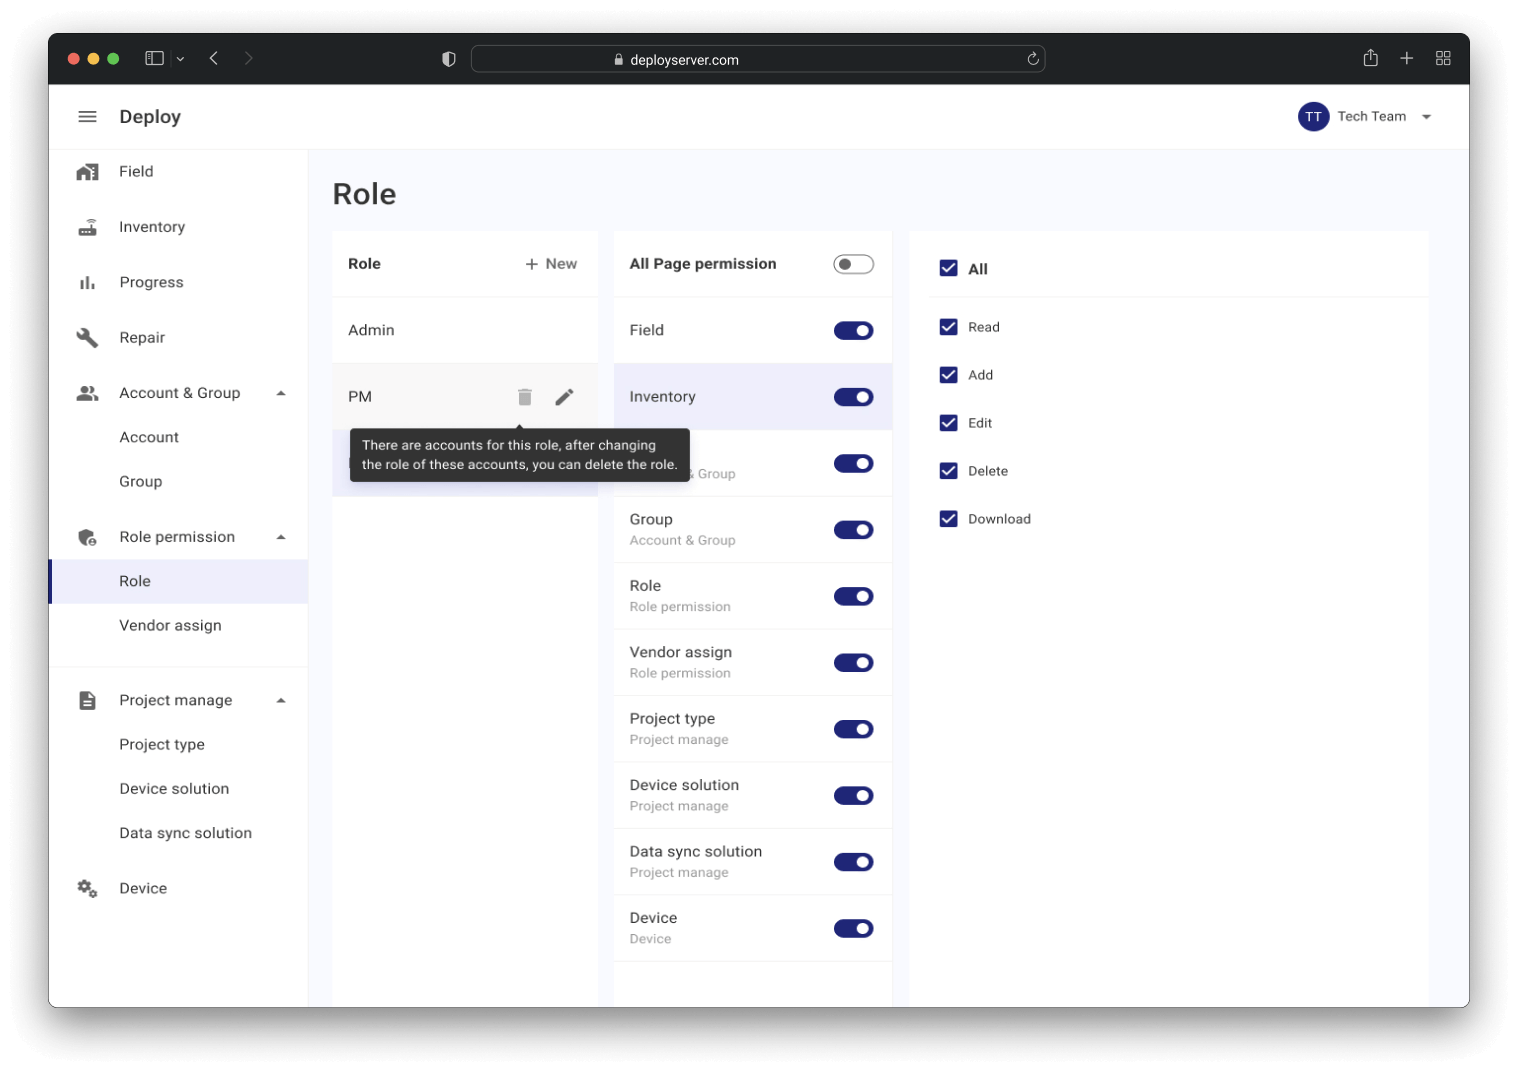 deployserver.com
Deploy
TT Tech Team
Field
Inventory
Progress
Repair
Account & Group
Account
Group
Role permission
Role
Vendor assign
Project manage
Project type
Device solution
Data sync solution
Device
Role
Role
+ New
Admin
PM
There are accounts for this role, after changing
the role of these accounts, you can delete the role.
All Page permission
Field
Inventory
& Group
Group
Account & Group
Role
Role permission
Vendor assign
Role permission
Project type
Project manage
Device solution
Project manage
Data sync solution
Project manage
Device
Device
All
Read
Add
Edit
Delete
Download